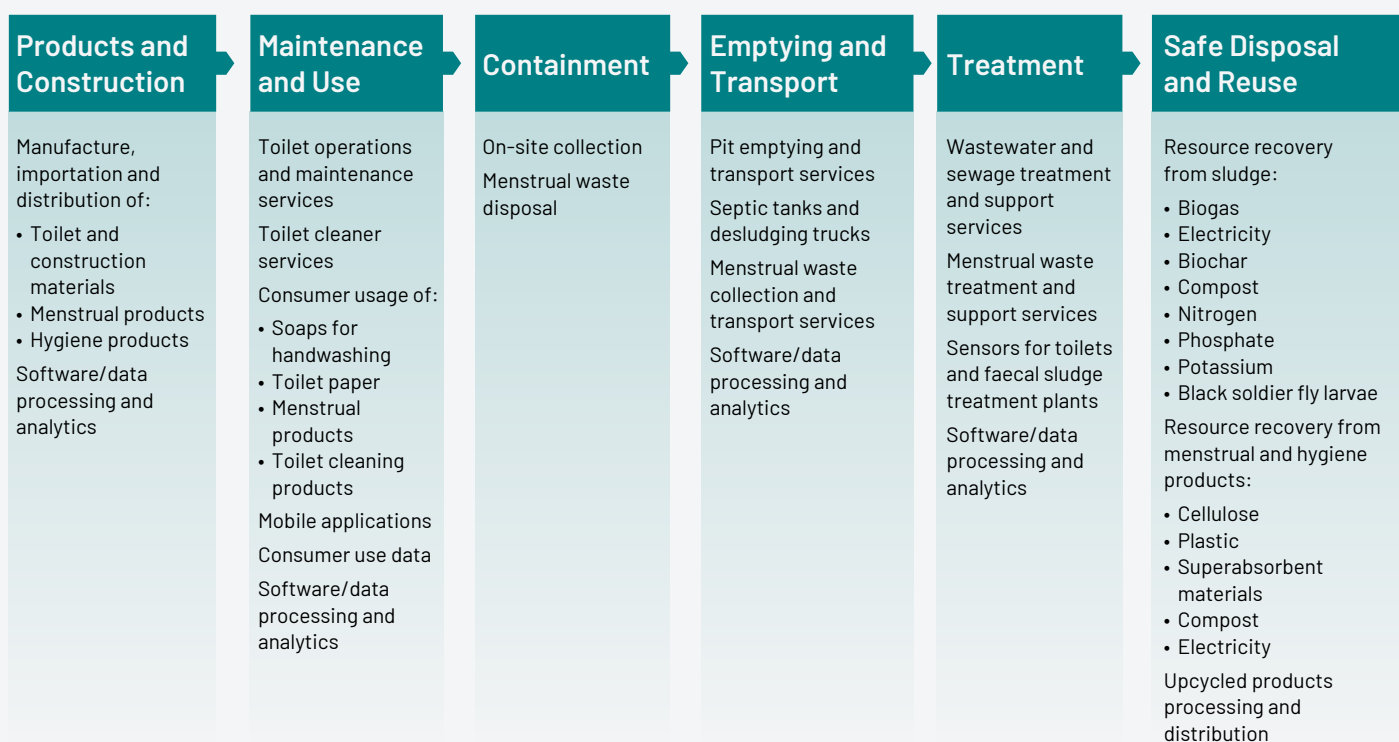 Products and
Construction
Manufacture,
importation and
distribution of:
• Toilet and
construction
materials
• Menstrual products
• Hygiene products
Software/data
processing and
analytics
Maintenance
and Use
Toilet operations
and maintenance
services
Toilet cleaner
services
Consumer usage of:
• Soaps for
handwashing
• Toilet paper
• Menstrual
products
• Toilet cleaning
products
Mobile applications
Consumer use data
Software/data
processing and
analytics
Containment
On-site collection
Menstrual waste
disposal
Emptying and
Transport
Pit emptying and
transport services
Septic tanks and
desludging trucks
Menstrual waste
collection and
transport services
Software/data
processing and
analytics
Treatment
Wastewater and
sewage treatment
and support
services
Menstrual waste
treatment and
support services
Sensors for toilets
and faecal sludge
treatment plants
Software/data
processing and
analytics
Safe Disposal
and Reuse
Resource recovery
from sludge:
• Biogas
• Electricity
• Biochar
• Compost
• Nitrogen
• Phosphate
• Potassium
• Black soldier fly larvae
Resource recovery from
menstrual and hygiene
products:
• Cellulose
• Plastic
• Superabsorbent
materials
• Compost
• Electricity
Upcycled products
processing and
distribution